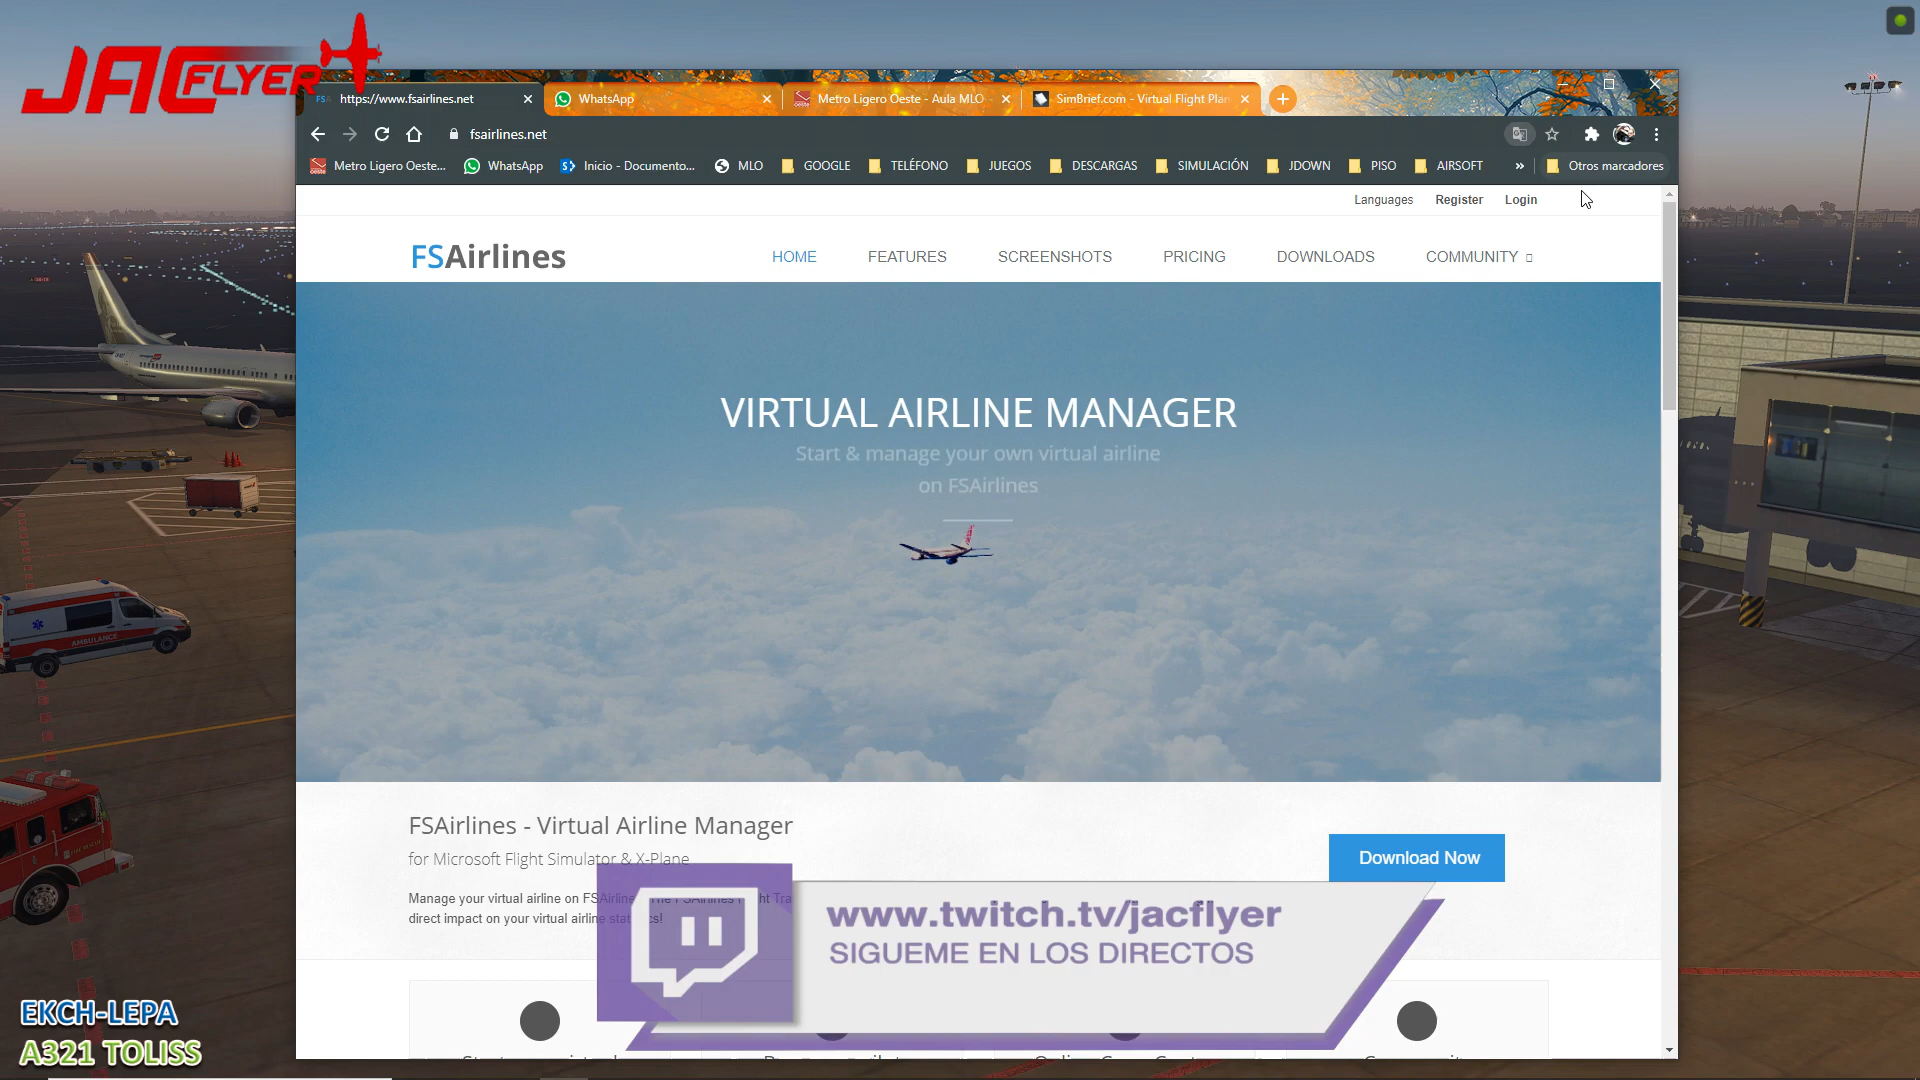 JACFLYER
https://www.fsairlines.net
WhatsApp
Metro Ligero Oeste - Aula MLO
SimBrief.com - Virtual Flight Plan
fsairlines.net
Metro Ligero Oeste...
WhatsApp
Inicio - Documento...
MLO
GOOGLE
TELÉFONO
JUEGOS
DESCARGAS
SIMULACIÓN
JDOWN
PISO
AIRSOFT
»
Otros marcadores
Languages
Register
Login
FSAirlines
HOME
FEATURES
SCREENSHOTS
PRICING
DOWNLOADS
COMMUNITY
VIRTUAL AIRLINE MANAGER
Start & manage your own virtual airline
on FSAirlines
FSAirlines - Virtual Airline Manager
for Microsoft Flight Simulator & X-Plane
Download Now
Manage your virtual airline on FSAirlines
direct impact on your virtual airline statistics!
www.twitch.tv/jacflyer
SIGUEME EN LOS DIRECTOS
AMBULANCE
EKCH-LEPA
A321 TOLISS